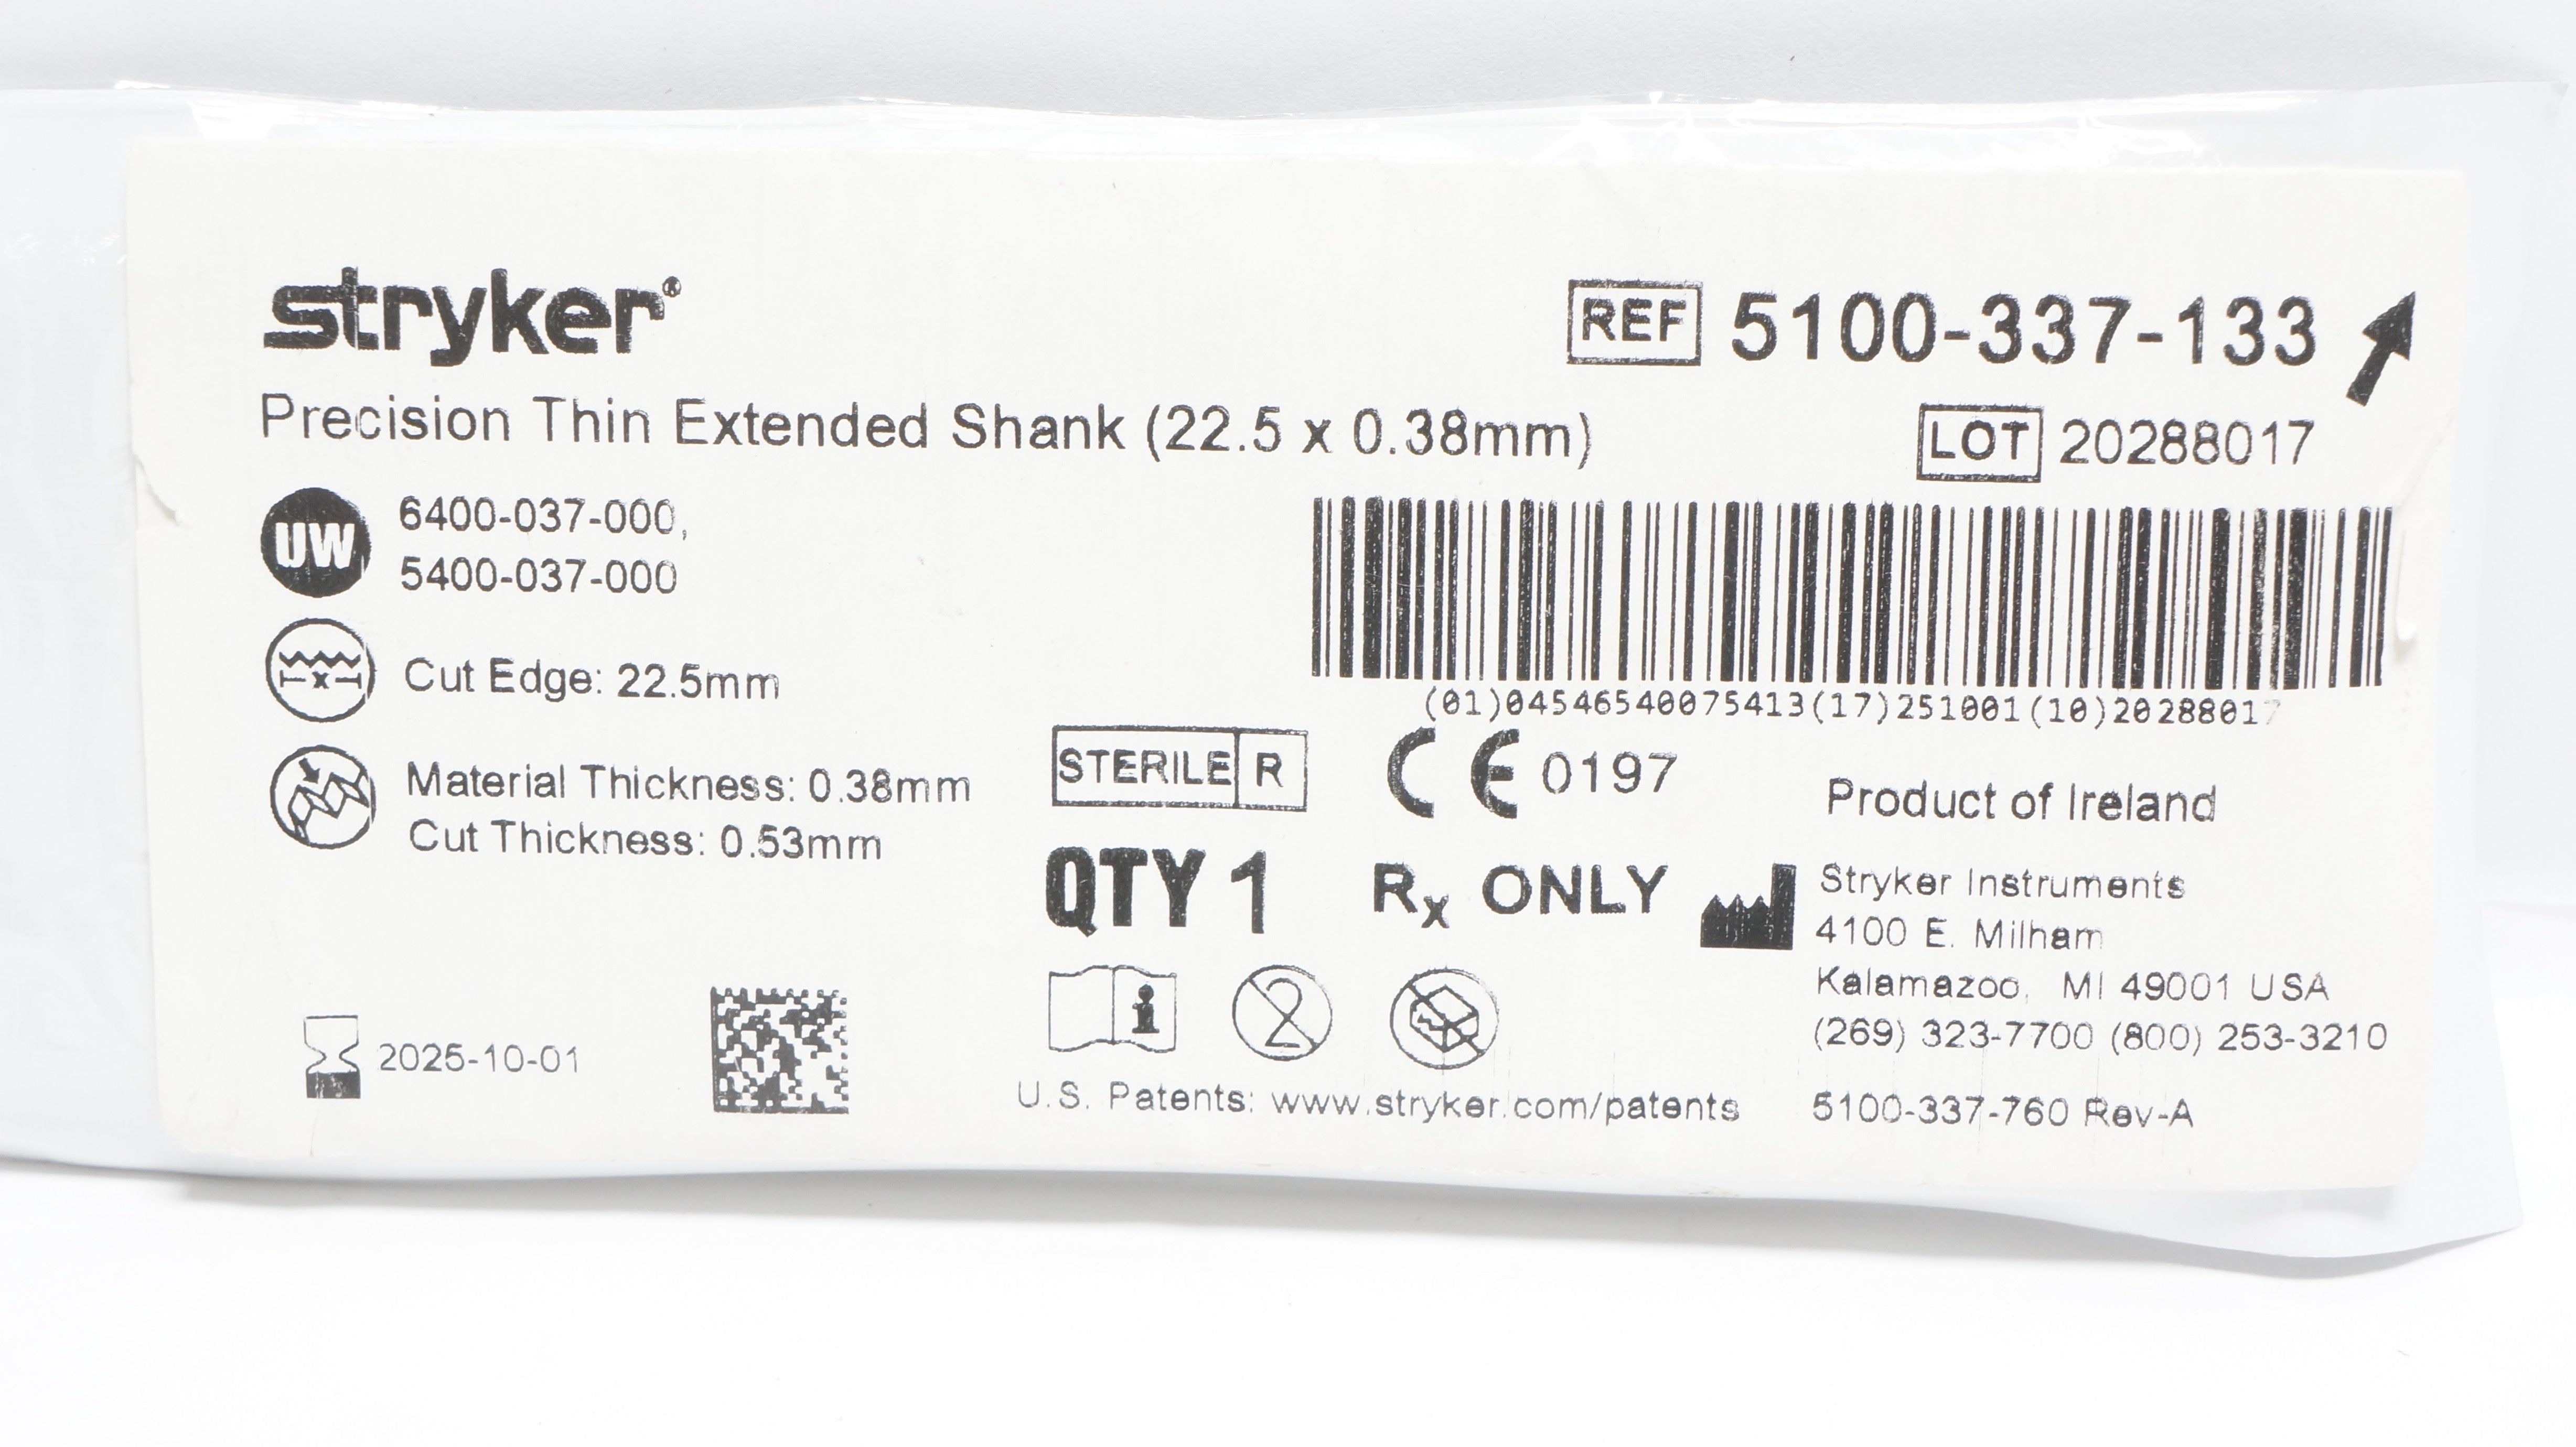 stryker®
REF 5100-337-133
Precision Thin Extended Shank (22.5 x 0.38mm)
LOT 20288017
UW 6400-037-000,
5400-037-000
(01)04546540075413(17)251001(10)20288017
x Cut Edge: 22.5mm
Material Thickness: 0.38mm
Cut Thickness: 0.53mm
STERILE R
CE 0197
Product of Ireland
QTY 1
Rx ONLY
Stryker Instruments
4100 E. Milham
Kalamazoo, MI 49001 USA
(269) 323-7700 (800) 253-3210
i
2
2025-10-01
U.S. Patents: www.stryker.com/patents
5100-337-760 Rev-A